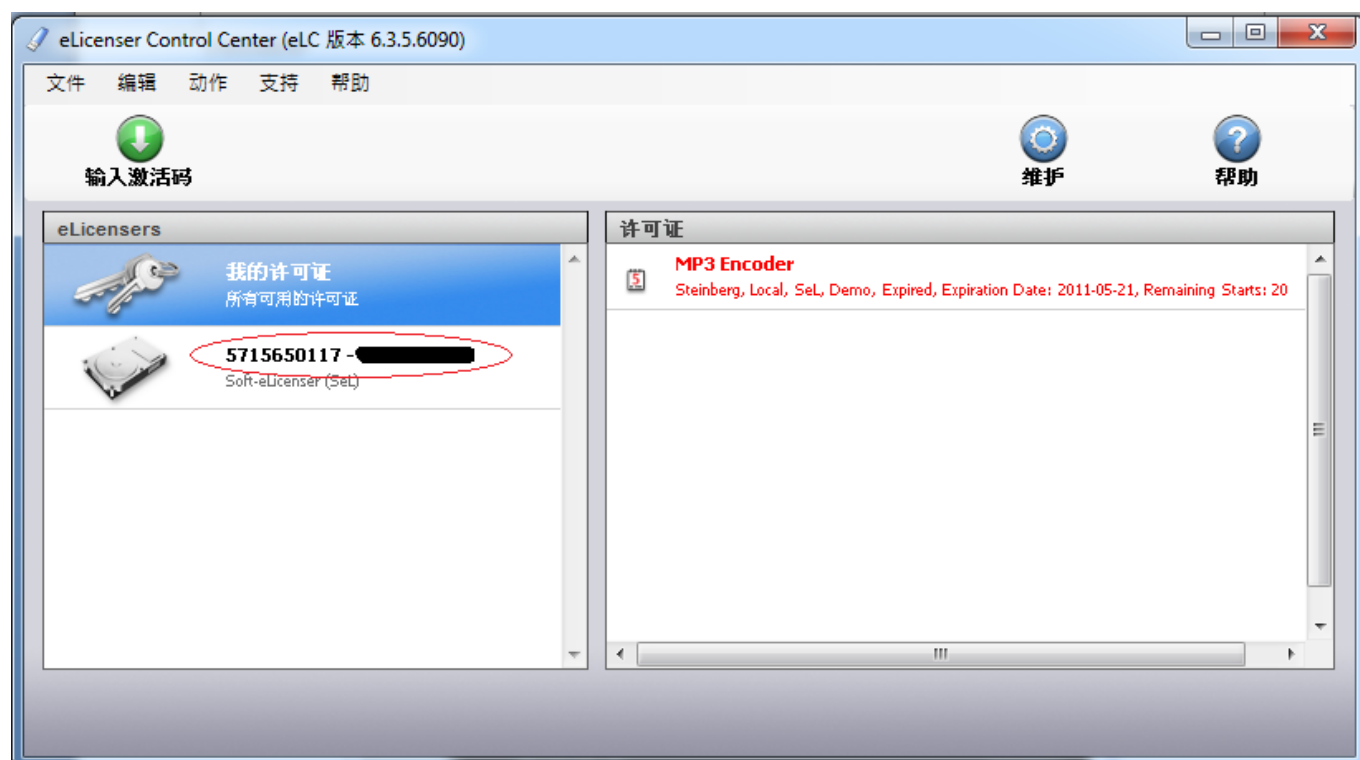 eLicenser Control Center (eLC 版本 6.3.5.6090)
文件 编辑 动作 支持 帮助
输入激活码
维护
帮助
eLicensers
我的许可证
所有可用的许可证
5715650117 -
Soft-eLicenser (SeL)
许可证
5
MP3 Encoder
Steinberg, Local, SeL, Demo, Expired, Expiration Date: 2011-05-21, Remaining Starts: 20